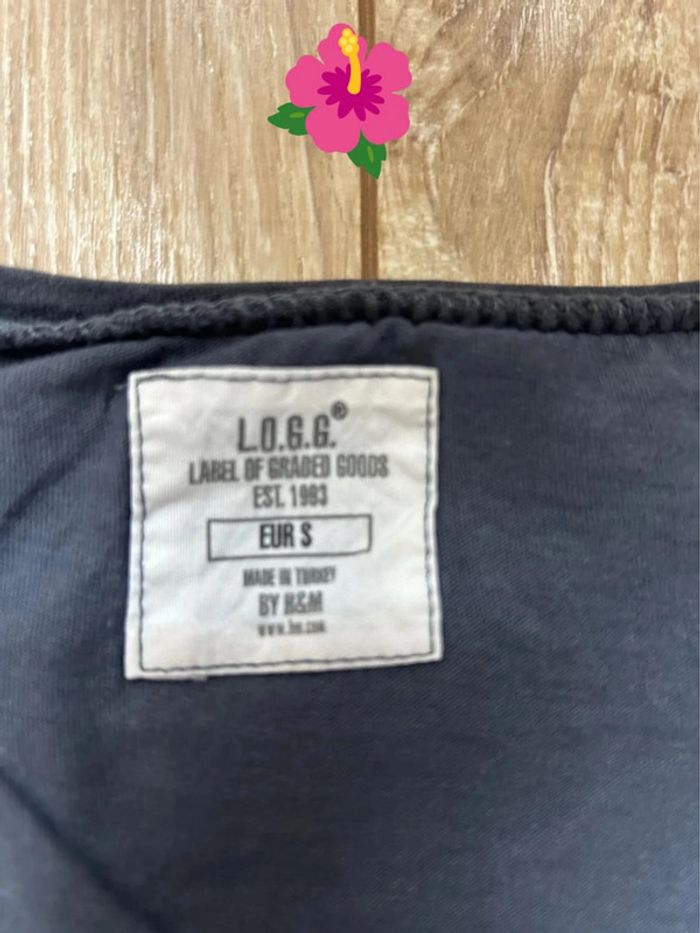 L.O.G.G.®
LABEL OF GRADED GOODS
EST. 1993
EUR S
MADE IN TURKEY
BY H&M
www.hm.com